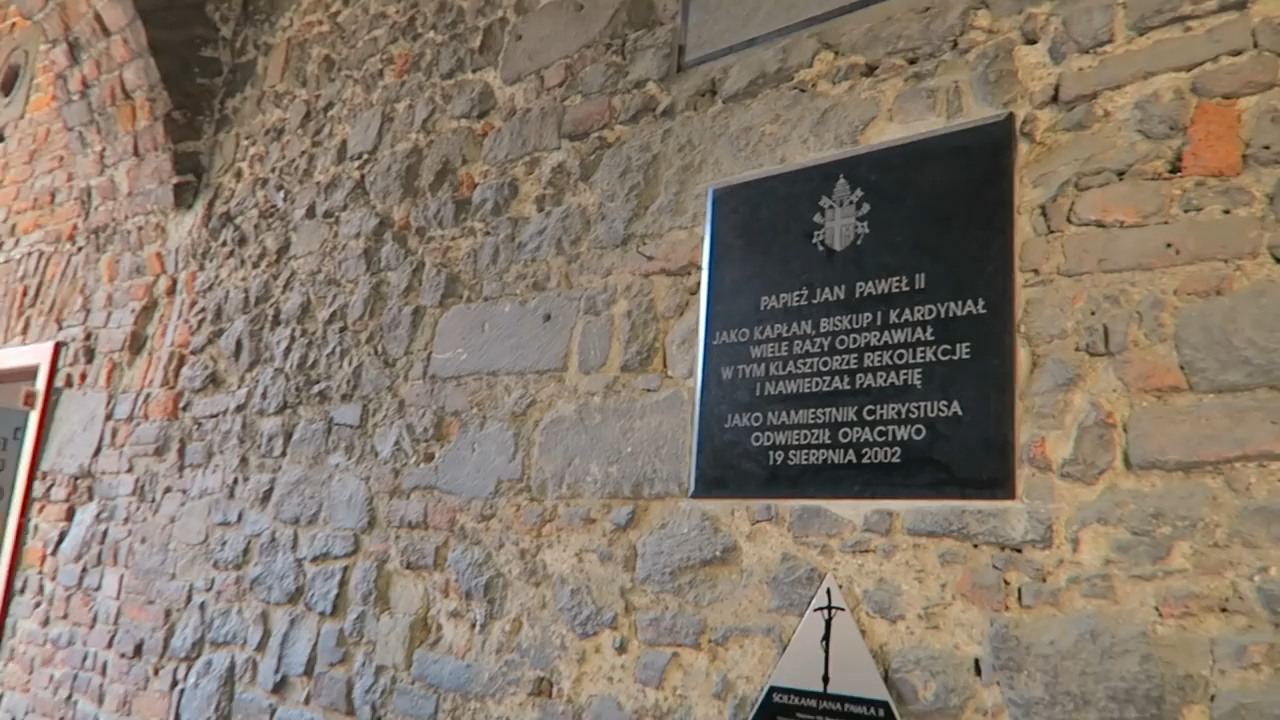 PAPIEŻ JAN PAWEŁ II
JAKO KAPŁAN, BISKUP I KARDYNAŁ
WIELE RAZY ODPRAWIAŁ
W TYM KLASZTORZE REKOLEKCJE
I NAWIEDZAŁ PARAFIĘ
JAKO NAMIESTNIK CHRYSTUSA
ODWIEDZIŁ OPACTWO
19 SIERPNIA 2002
ŚCIEŻKAMI JANA PAWŁA II